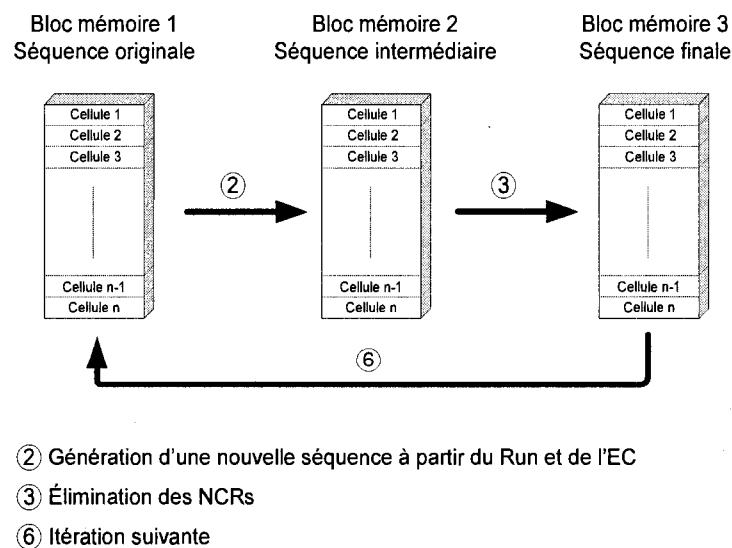 Bloc mémoire 1
Séquence originale
Bloc mémoire 2
Séquence intermédiaire
Bloc mémoire 3
Séquence finale
Cellule 1
Cellule 2
Cellule 3
Cellule n-1
Cellule n
Cellule 1
Cellule 2
Cellule 3
Cellule n-1
Cellule n
Cellule 1
Cellule 2
Cellule 3
Cellule n-1
Cellule n
②
③
⑥
② Génération d'une nouvelle séquence à partir du Run et de l'EC
③ Élimination des NCRs
⑥ Itération suivante